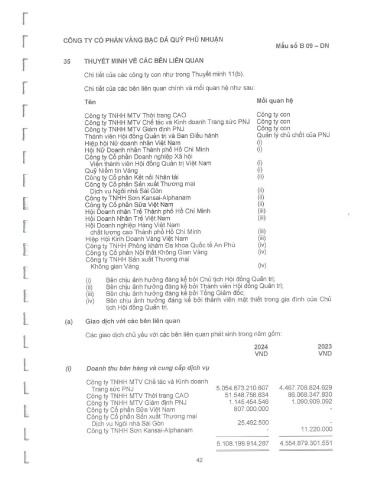 CÔNG TY CỔ PHẦN VÀNG BẠC ĐÁ QUÝ PHÚ NHUẬN
Mẫu số B 09 – DN
35 THUYẾT MINH VỀ CÁC BÊN LIÊN QUAN
Chi tiết của các công ty con như trong Thuyết minh 11(b).
Chi tiết của các bên liên quan chính và mối quan hệ như sau:
Tên Mối quan hệ
Công ty TNHH MTV Thời trang CAO Công ty con
Công ty TNHH MTV Chế tác và Kinh doanh Trang sức PNJ Công ty con
Công ty TNHH MTV Giám định PNJ Công ty con
Thành viên Hội đồng Quản trị và Ban Điều hành Quản lý chủ chốt của PNJ
Hiệp hội Nữ doanh nhân Việt Nam (i)
Hội Nữ Doanh nhân Thành phố Hồ Chí Minh (i)
Công ty Cổ phần Doanh nghiệp Xã hội
Viên thành viên Hội đồng Quản trị Việt Nam (i)
Quỹ Niềm tin Vàng (i)
Công ty Cổ phần Kết nối Nhân tài (ii)
Công ty Cổ phần Sản xuất Thương mại
Dịch vụ Ngôi nhà Sài Gòn (ii)
Công ty TNHH Sơn Kansai-Alphanam (ii)
Công ty Cổ phần Sữa Việt Nam (ii)
Hội Doanh nhân Trẻ Thành phố Hồ Chí Minh (iii)
Hội Doanh Nhân Trẻ Việt Nam (iii)
Hội Doanh nghiệp Hàng Việt Nam
chất lượng cao Thành phố Hồ Chí Minh (iii)
Hiệp Hội Kinh Doanh Vàng Việt Nam (iii)
Công ty TNHH Phòng khám Đa khoa Quốc tế An Phú (iv)
Công ty Cổ phần Nội thất Không Gian Vàng (iv)
Công ty TNHH Sản xuất Thương mại
Không gian Vàng (iv)
(i) Bên chịu ảnh hưởng đáng kể bởi Chủ tịch Hội đồng Quản trị;
(ii) Bên chịu ảnh hưởng đáng kể bởi Thành viên Hội đồng Quản trị;
(iii) Bên chịu ảnh hưởng đáng kể bởi Tổng Giám đốc;
(iv) Bên chịu ảnh hưởng đáng kể bởi thành viên mật thiết trong gia đình của Chủ
tịch Hội đồng Quản trị.
(a) Giao dịch với các bên liên quan
Các giao dịch chủ yếu với các bên liên quan phát sinh trong năm gồm:
2024 2023
VND VND
(i) Doanh thu bán hàng và cung cấp dịch vụ
Công ty TNHH MTV Chế tác và Kinh doanh
Trang sức PNJ 5.054.673.210.607 4.467.708.824.629
Công ty TNHH MTV Thời trang CAO 51.548.756.634 86.068.347.830
Công ty TNHH MTV Giám định PNJ 1.145.454.546 1.090.909.092
Công ty Cổ phần Sữa Việt Nam 807.000.000 -
Công ty Cổ phần Sản xuất Thương mại
Dịch vụ Ngôi nhà Sài Gòn 25.492.500 -
Công ty TNHH Sơn Kansai-Alphanam - 11.220.000
5.108.199.914.287 4.554.879.301.551
42